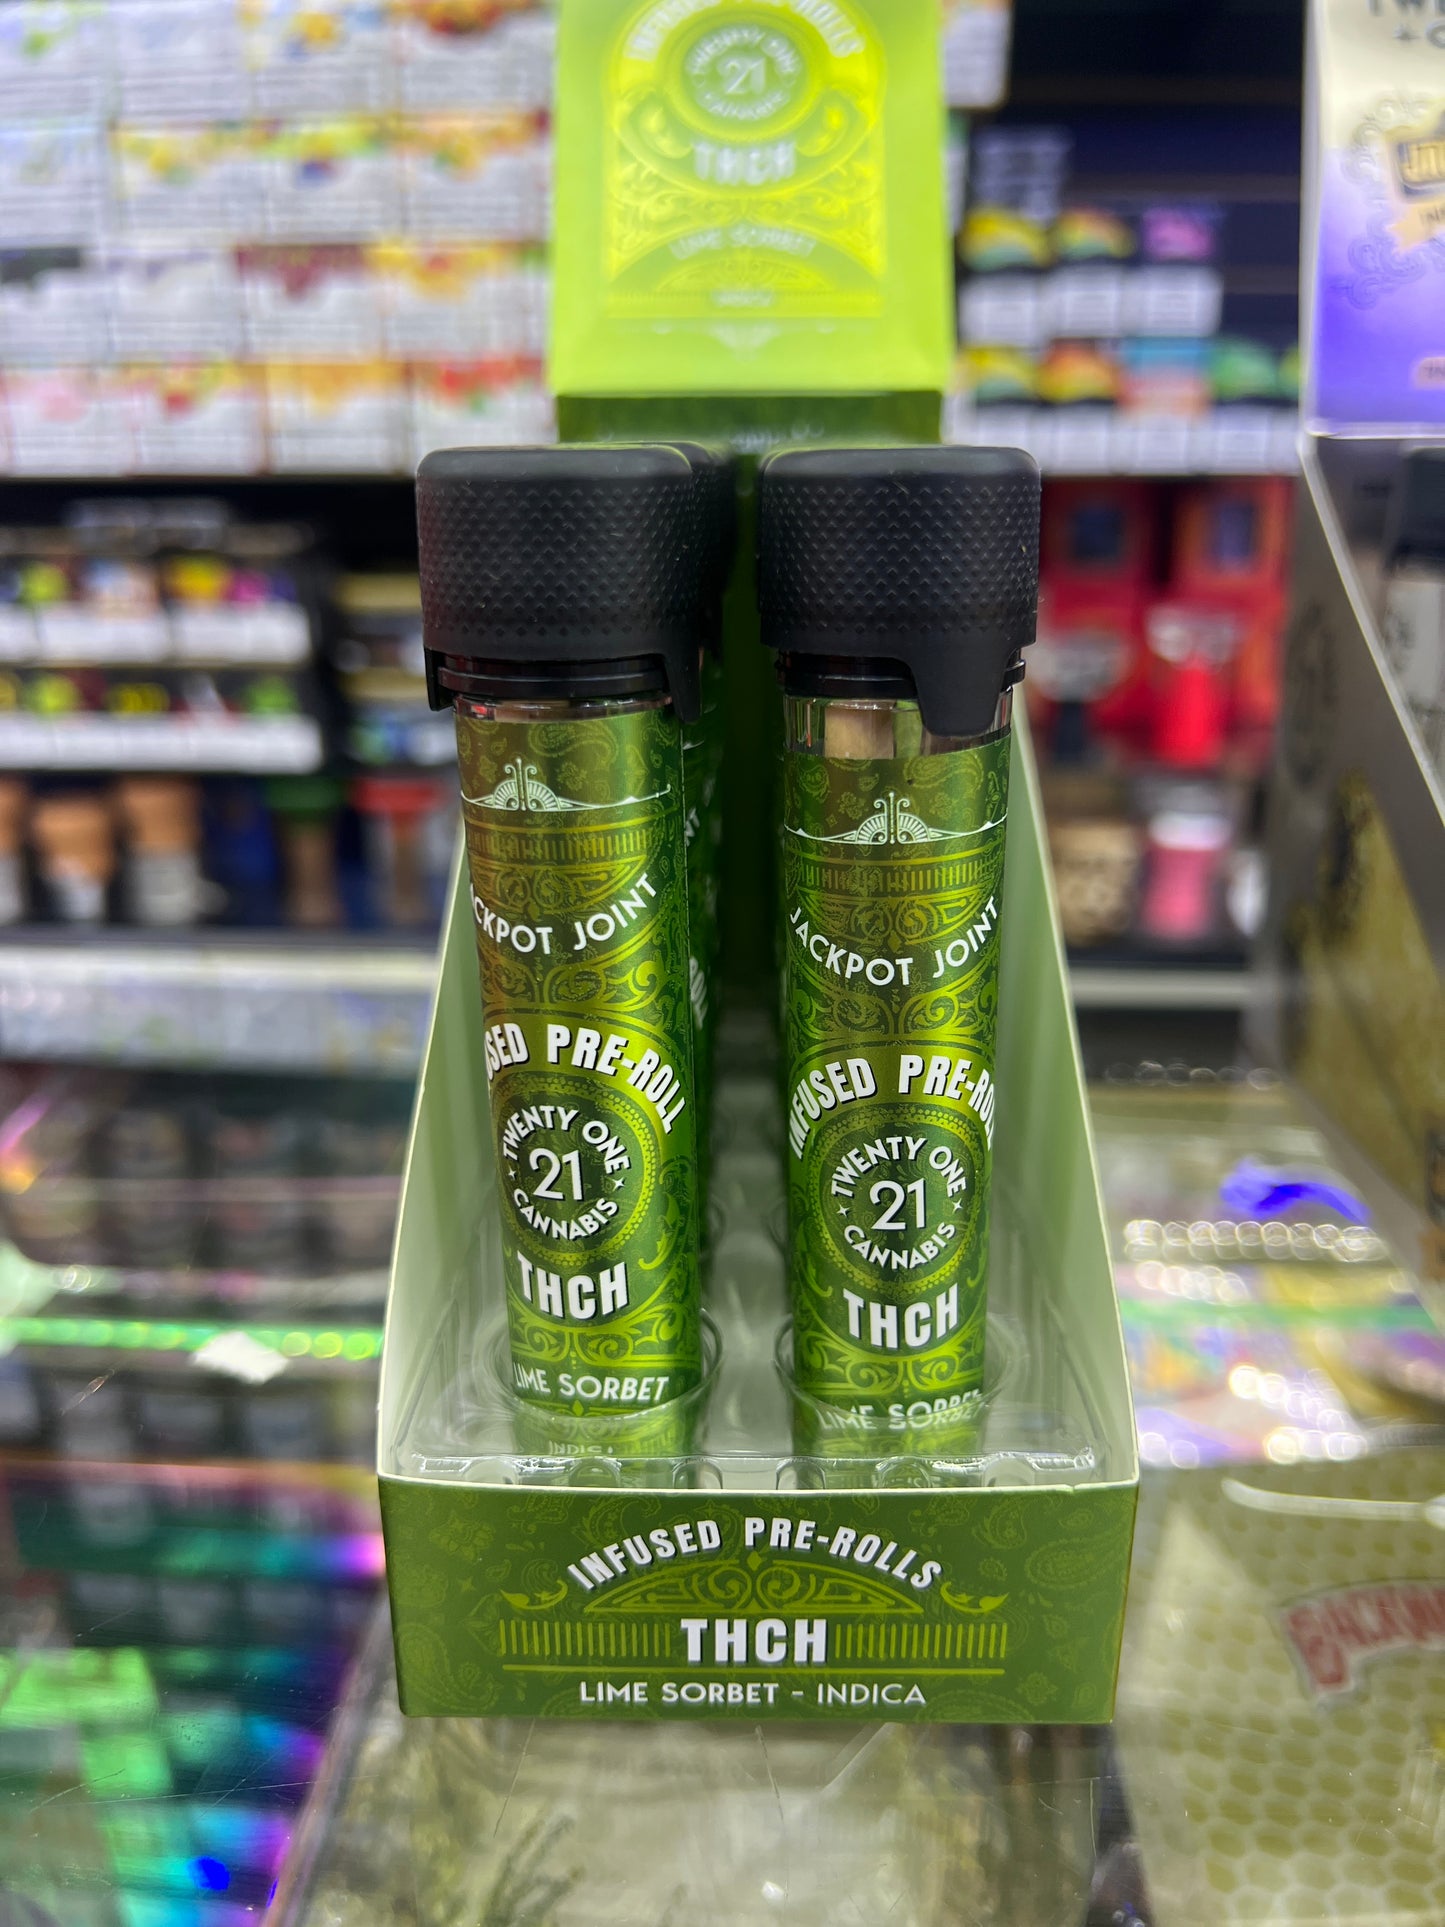 INFUSED PRE-ROLLS
TWENTY ONE
21
CANNABIS
THCH
LIME SORBET
JACKPOT JOINT
PRE-ROLL
TWENTY ONE
21
CANNABIS
THCH
LIME SORBET
JACKPOT JOINT
INFUSED PRE-ROLL
TWENTY ONE
21
CANNABIS
THCH
LIME SORBET
INFUSED PRE-ROLLS
THCH
LIME SORBET - INDICA